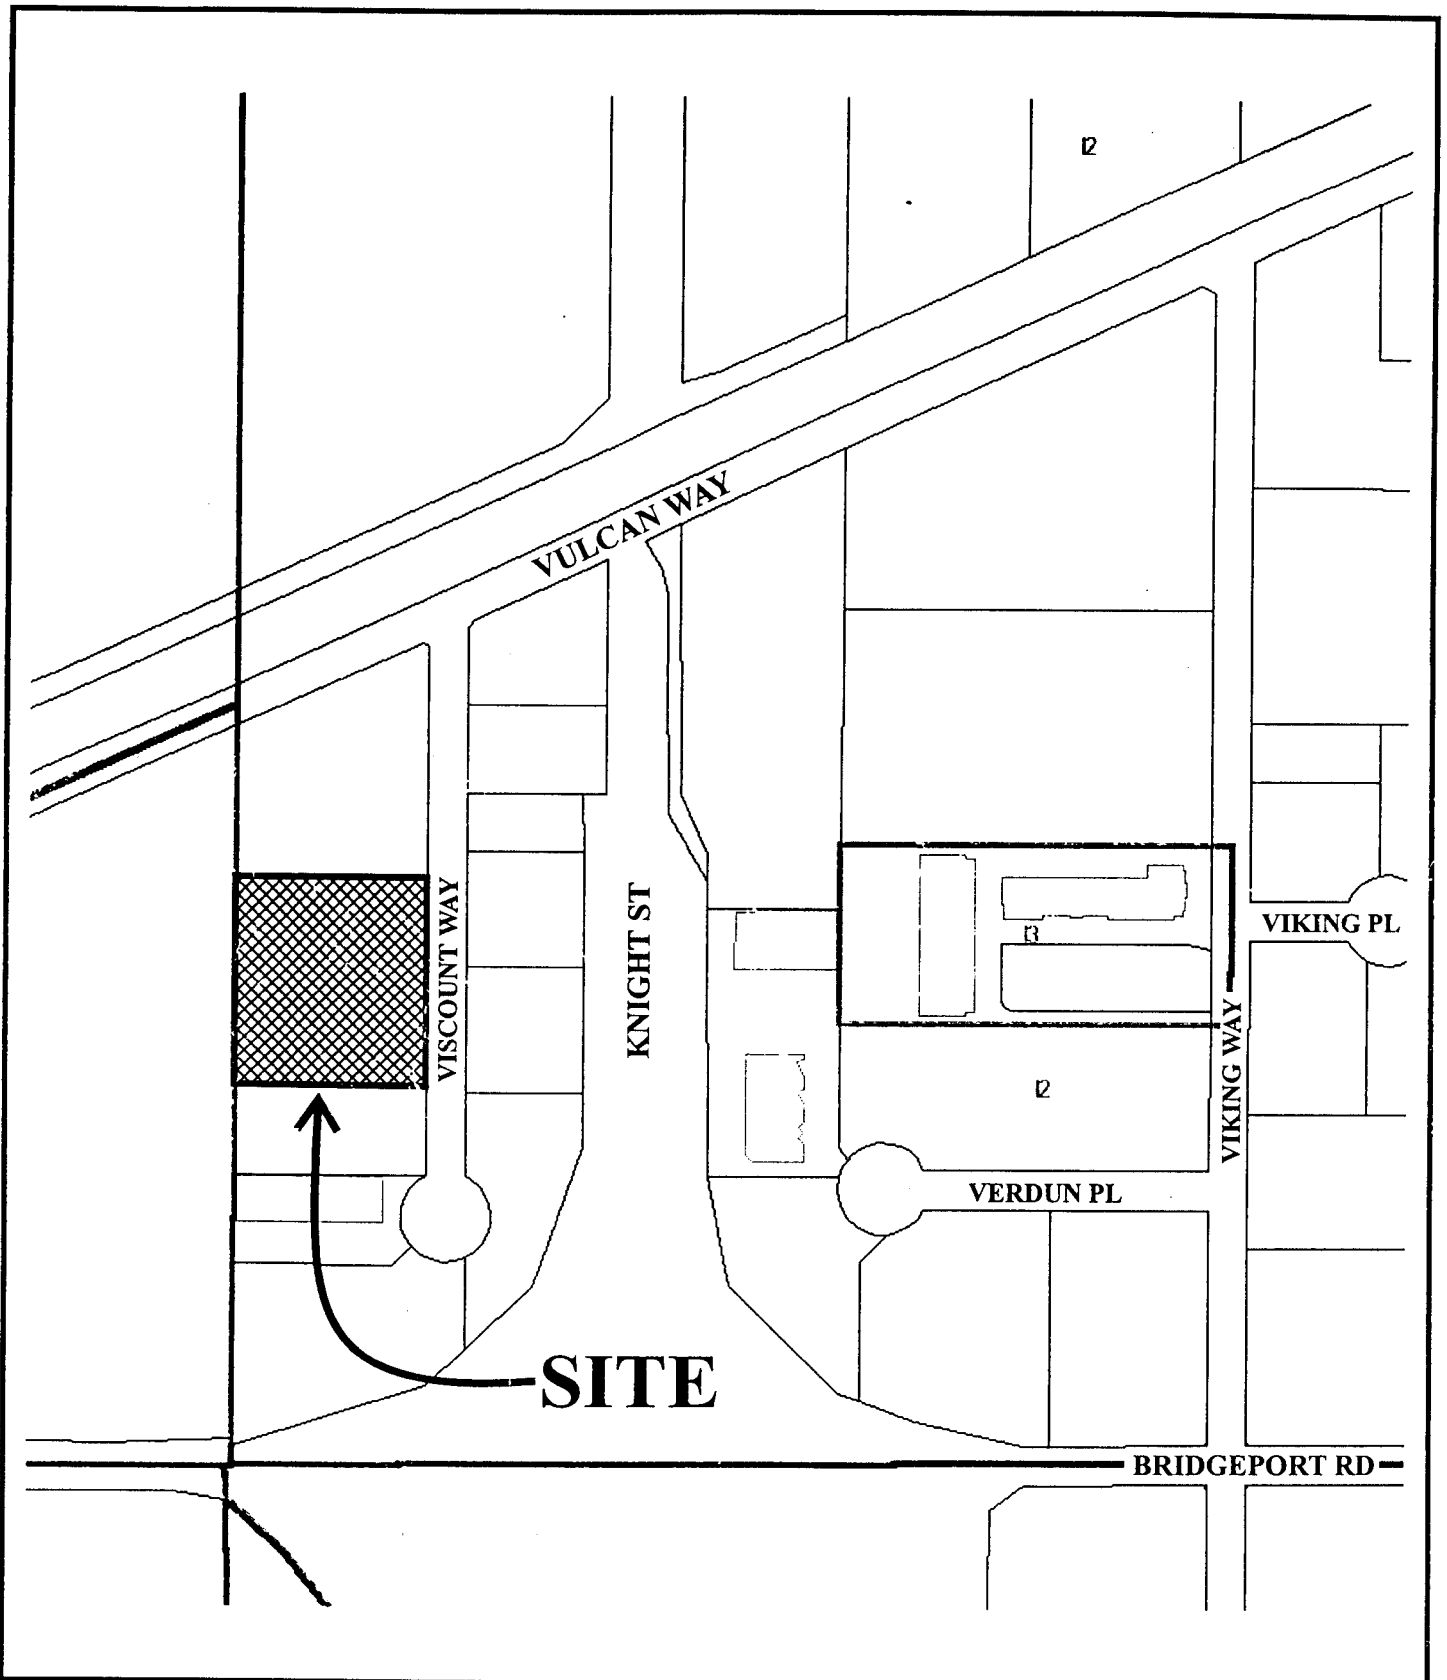 I2
VULCAN WAY
VISCOUNT WAY
KNIGHT ST
I3
VIKING PL
VIKING WAY
I2
VERDUN PL
SITE
BRIDGEPORT RD